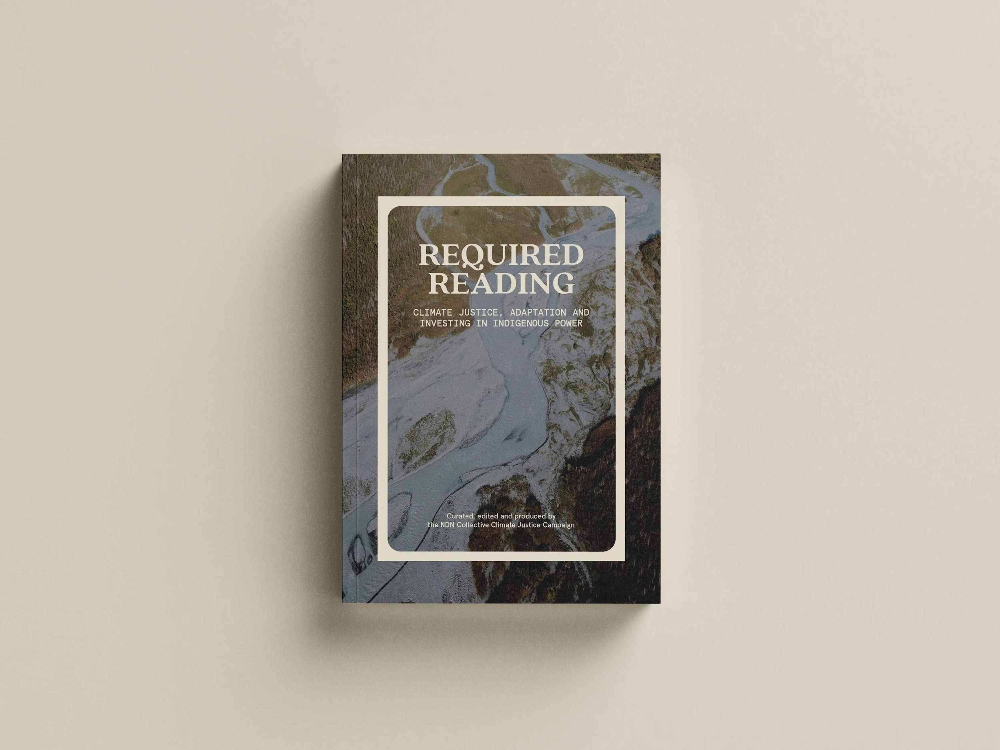 REQUIRED
READING
CLIMATE JUSTICE, ADAPTATION AND
INVESTING IN INDIGENOUS POWER
Curated, edited and produced by
the NDN Collective Climate Justice Campaign